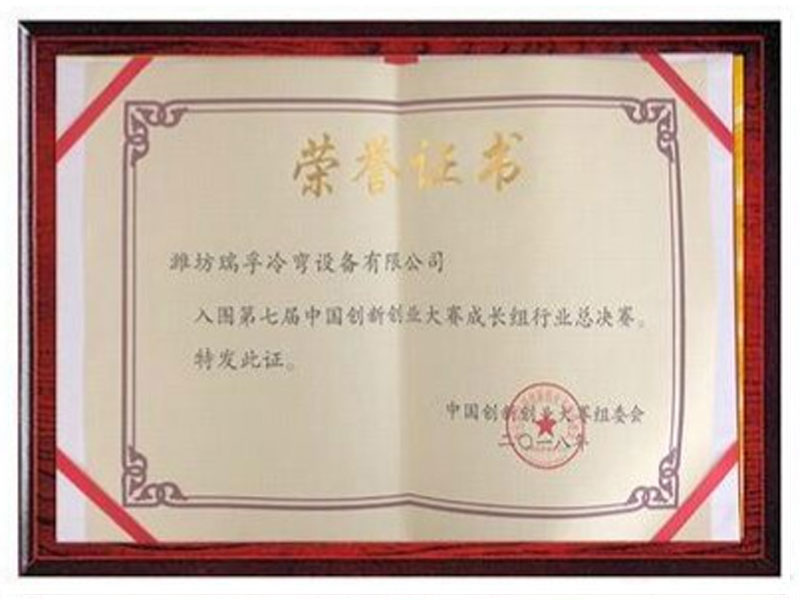 荣誉证书
潍坊瑞孚冷弯设备有限公司
入围第七届中国创新创业大赛成长组行业总决赛。
特发此证。
中国创新创业大赛组委会
二〇一八年